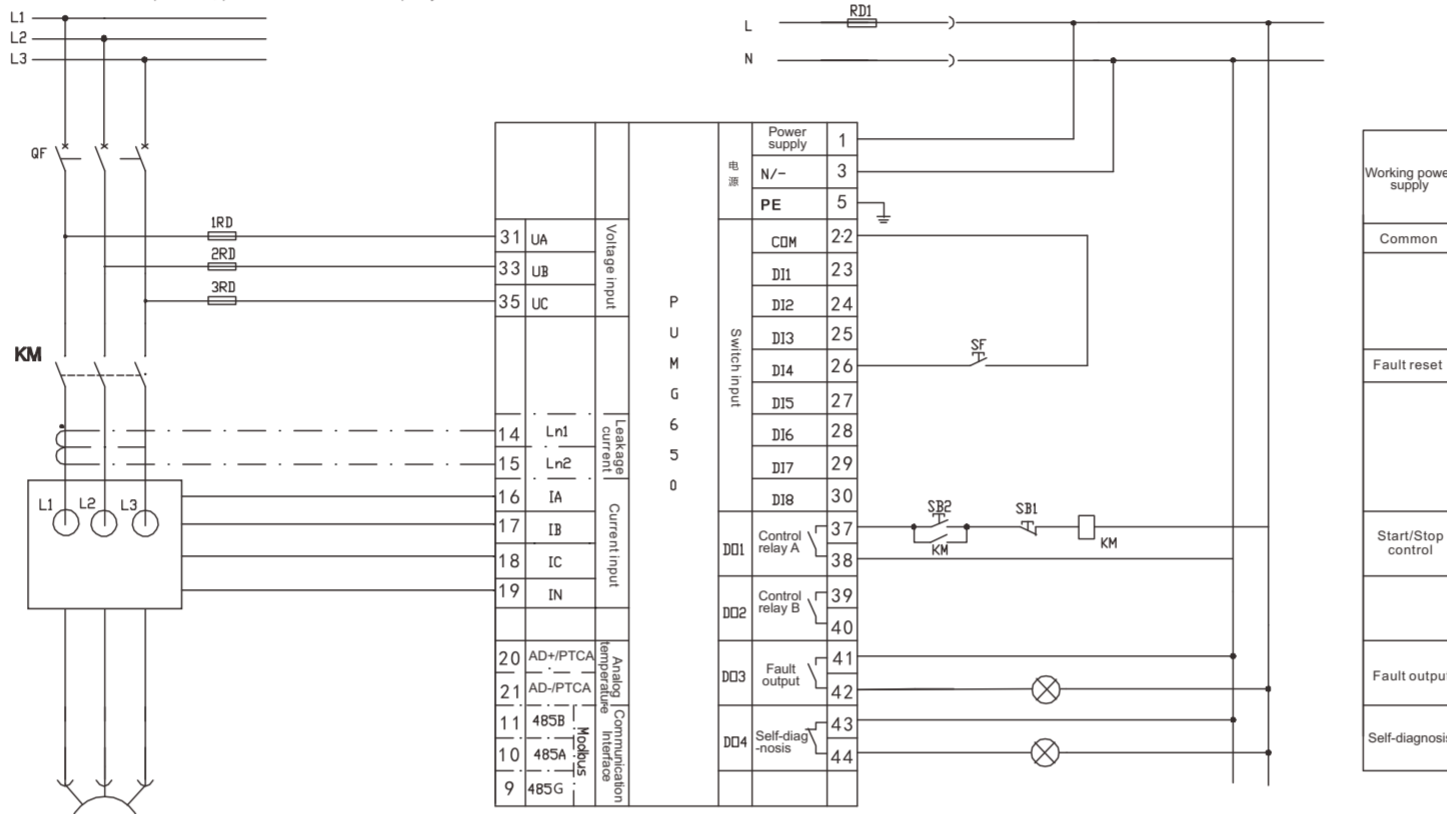 L1
L2
L3
QF
1RD
2RD
3RD
KM
L1 L2 L3
RD1
L
N
31 UA
33 UB
35 UC
Voltage input
14 Ln1
15 Ln2
Leakage
current
16 IA
17 IB
18 IC
19 IN
Current input
20 AD+/PTCA
21 AD-/PTCA
Analog
temperature
11 485B
10 485A
9 485G
Modbus
Communication
Interface
PUMG650
电
源
Power
supply
1
N/- 3
PE 5
Switch input
COM 22
DI1 23
DI2 24
DI3 25
DI4 26
DI5 27
DI6 28
DI7 29
DI8 30
DO1
Control
relay A
37
38
DO2
Control
relay B
39
40
DO3
Fault
output
41
42
DO4
Self-diag
-nosis
43
44
SF
SB2
KM
SB1
KM
Working powe
supply
Common
Fault reset
Start/Stop
control
Fault output
Self-diagnosis